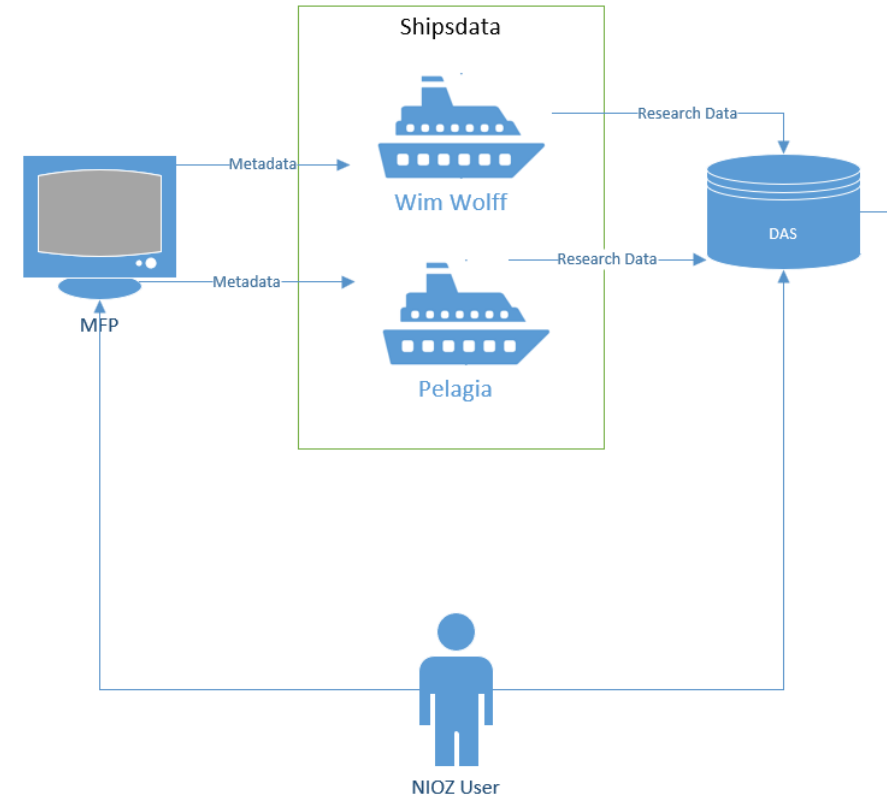 Shipsdata
Research Data
Metadata
Wim Wolff
DAS
Research Data
Metadata
MFP
Pelagia
NIOZ User